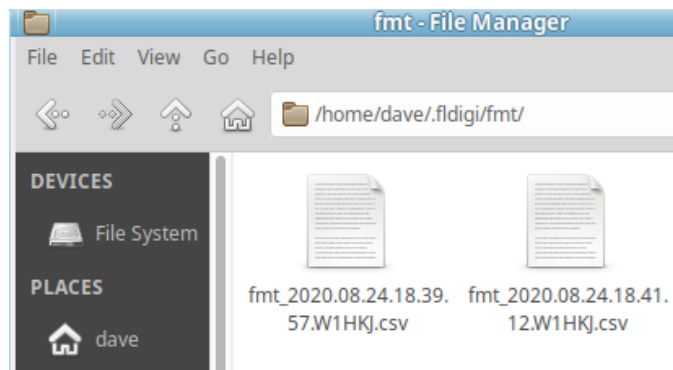 fmt - File Manager
File Edit View Go Help
/home/dave/.fldigi/fmt/
DEVICES
File System
PLACES
dave
fmt_2020.08.24.18.39.
57.W1HKJ.csv
fmt_2020.08.24.18.41.
12.W1HKJ.csv